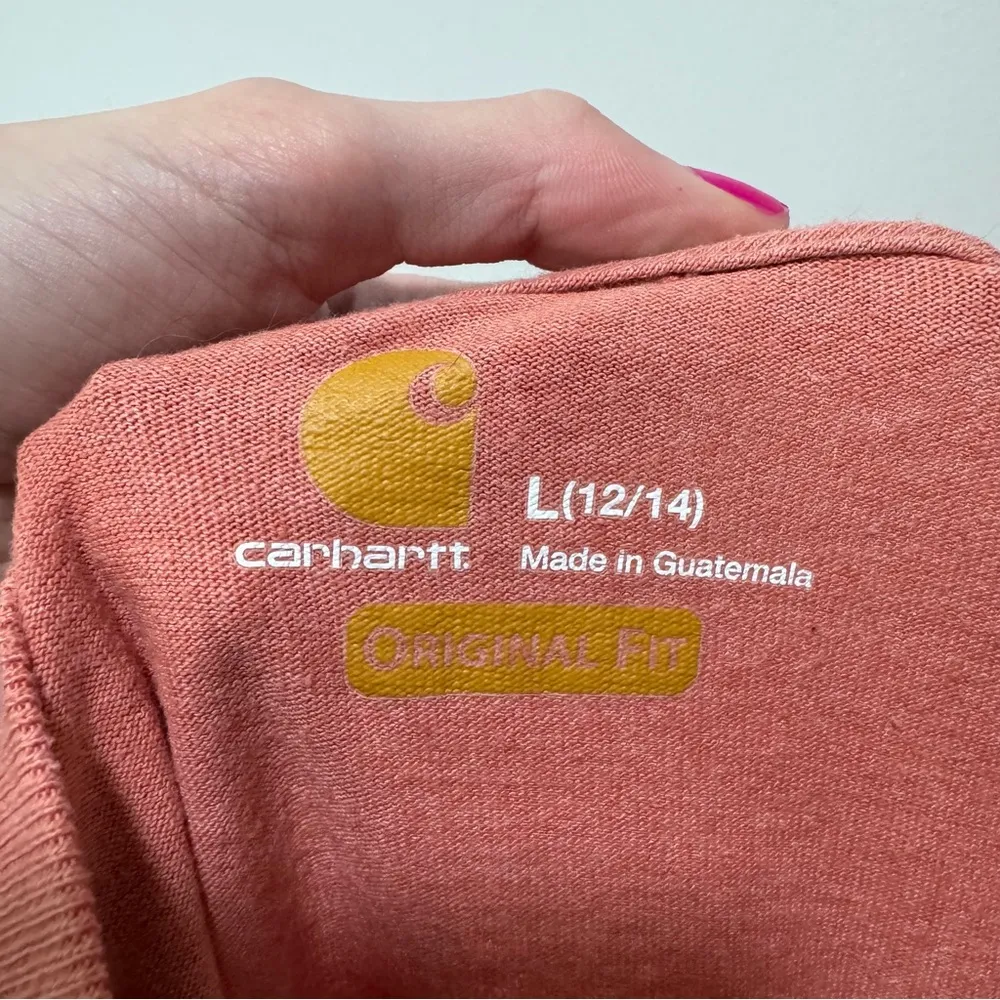 L(12/14)
carhartt
Made in Guatemala
ORIGINAL FIT